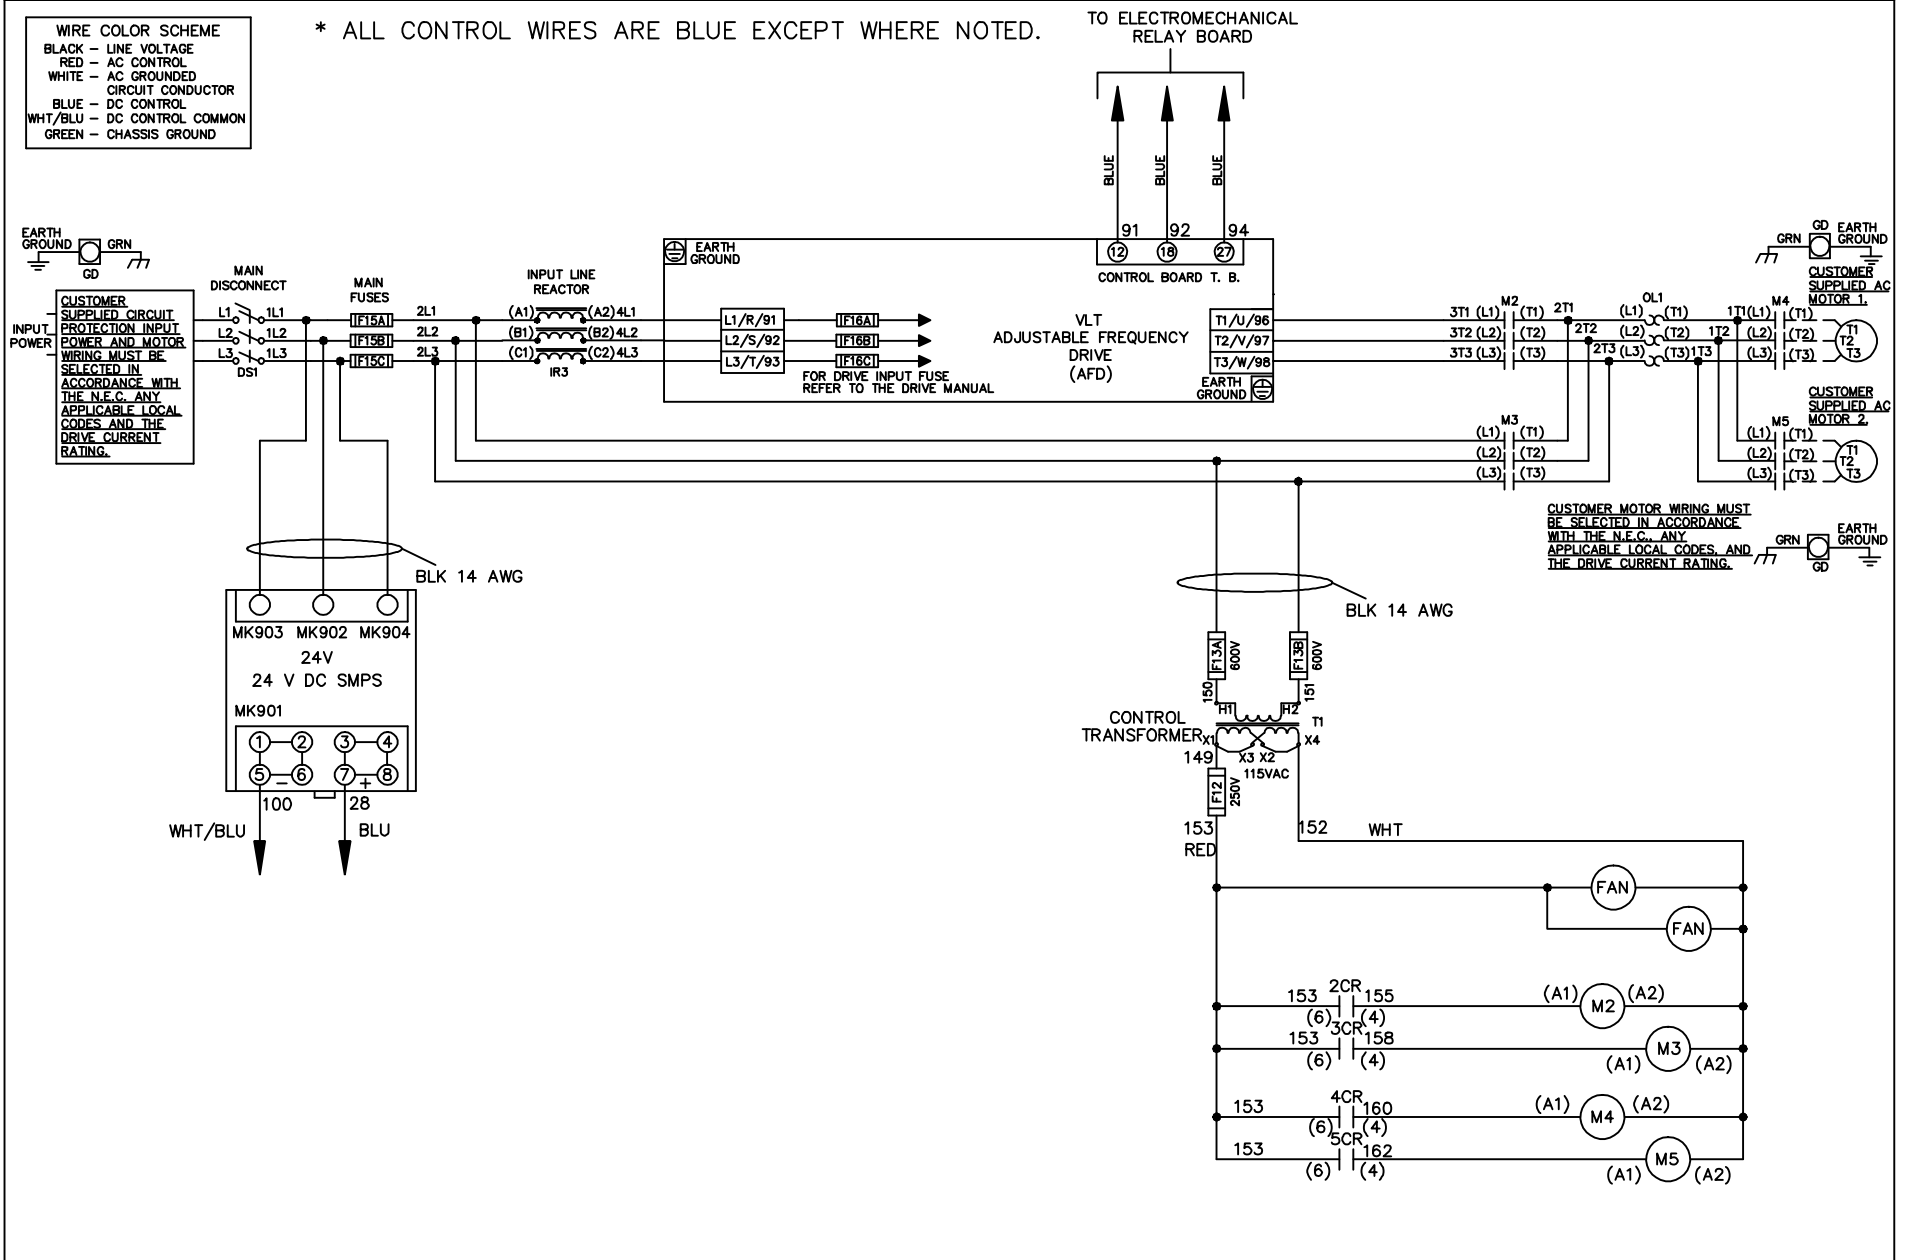 WIRE COLOR SCHEME
BLACK – LINE VOLTAGE
RED – AC CONTROL
WHITE – AC GROUNDED
CIRCUIT CONDUCTOR
BLUE – DC CONTROL
WHT/BLU – DC CONTROL COMMON
GREEN – CHASSIS GROUND
* ALL CONTROL WIRES ARE BLUE EXCEPT WHERE NOTED.
TO ELECTROMECHANICAL
RELAY BOARD
BLUE
BLUE
BLUE
91 92 94
12 18 27
CONTROL BOARD T. B.
EARTH
GROUND
GRN
GD
INPUT
POWER
CUSTOMER
SUPPLIED CIRCUIT
PROTECTION INPUT
POWER AND MOTOR
WIRING MUST BE
SELECTED IN
ACCORDANCE WITH
THE N.E.C. ANY
APPLICABLE LOCAL
CODES AND THE
DRIVE CURRENT
RATING.
MAIN
DISCONNECT
L1 1L1
L2 1L2
L3 1L3
DS1
MAIN
FUSES
F15A
F15B
F15C
2L1
2L2
2L3
INPUT LINE
REACTOR
(A1) (A2) 4L1
(B1) (B2) 4L2
(C1) (C2) 4L3
IR3
EARTH
GROUND
L1/R/91
L2/S/92
L3/T/93
F16A
F16B
F16C
FOR DRIVE INPUT FUSE
REFER TO THE DRIVE MANUAL
VLT
ADJUSTABLE FREQUENCY
DRIVE
(AFD)
T1/U/96
T2/V/97
T3/W/98
EARTH
GROUND
M2
3T1 (L1) (T1) 2T1
3T2 (L2) (T2) 2T2
3T3 (L3) (T3) 2T3
OL1
(L1) (T1) 1T1
(L2) (T2) 1T2
(L3) (T3) 1T3
M4
(L1) (T1)
(L2) (T2)
(L3) (T3)
T1
T2
T3
GRN
GD
EARTH
GROUND
CUSTOMER
SUPPLIED AC
MOTOR 1.
M3
(L1) (T1)
(L2) (T2)
(L3) (T3)
CUSTOMER
SUPPLIED AC
MOTOR 2.
M5
(L1) (T1)
(L2) (T2)
(L3) (T3)
T1
T2
T3
CUSTOMER MOTOR WIRING MUST
BE SELECTED IN ACCORDANCE
WITH THE N.E.C., ANY
APPLICABLE LOCAL CODES, AND
THE DRIVE CURRENT RATING.
GRN
GD
EARTH
GROUND
BLK 14 AWG
MK903 MK902 MK904
24V
24 V DC SMPS
MK901
1 2 3 4
5 – 6 7 + 8
100 28
WHT/BLU BLU
BLK 14 AWG
F13A
600V
F13B
600V
150
151
H1 H2
T1
CONTROL
TRANSFORMER
X1 X3 X2 X4
149
115VAC
F12
250V
153
RED
152 WHT
FAN
FAN
153 2CR 155 (A1) M2 (A2)
(6) (4)
153 3CR 158 M3
(6) (4) (A1) (A2)
153 4CR 160 (A1) M4 (A2)
(6) (4)
153 5CR 162 M5
(6) (4) (A1) (A2)